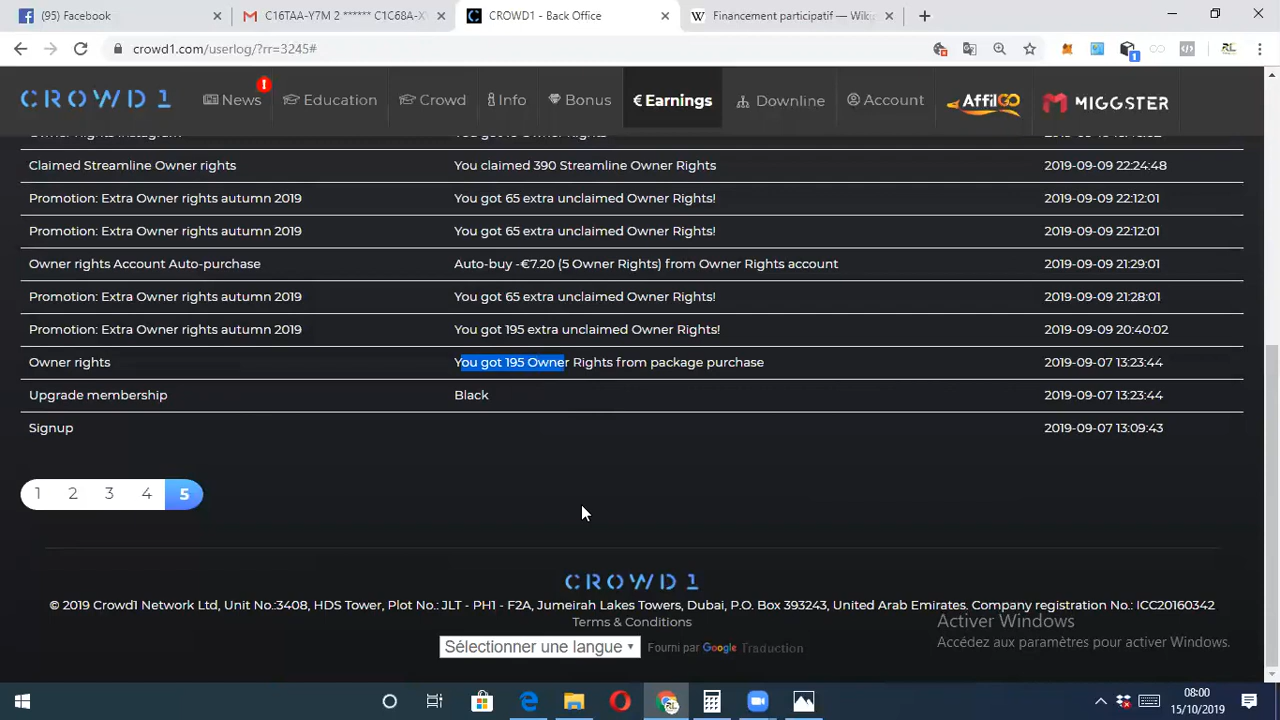 (95) Facebook
C16TAA-Y7M 2 ****** C1C68A-X
CROWD1 - Back Office
Financement participatif — Wiki
crowd1.com/userlog/?rr=3245#
CROWD1
News
Education
Crowd
Info
Bonus
€ Earnings
Downline
Account
AffilGO
MIGGSTER
Claimed Streamline Owner rights You claimed 390 Streamline Owner Rights 2019-09-09 22:24:48
Promotion: Extra Owner rights autumn 2019 You got 65 extra unclaimed Owner Rights! 2019-09-09 22:12:01
Promotion: Extra Owner rights autumn 2019 You got 65 extra unclaimed Owner Rights! 2019-09-09 22:12:01
Owner rights Account Auto-purchase Auto-buy -€7.20 (5 Owner Rights) from Owner Rights account 2019-09-09 21:29:01
Promotion: Extra Owner rights autumn 2019 You got 65 extra unclaimed Owner Rights! 2019-09-09 21:28:01
Promotion: Extra Owner rights autumn 2019 You got 195 extra unclaimed Owner Rights! 2019-09-09 20:40:02
Owner rights You got 195 Owner Rights from package purchase 2019-09-07 13:23:44
Upgrade membership Black 2019-09-07 13:23:44
Signup 2019-09-07 13:09:43
1 2 3 4 5
CROWD1
© 2019 Crowd1 Network Ltd, Unit No.:3408, HDS Tower, Plot No.: JLT - PH1 - F2A, Jumeirah Lakes Towers, Dubai, P.O. Box 393243, United Arab Emirates. Company registration No.: ICC20160342
Terms & Conditions
Sélectionner une langue
Fourni par Google Traduction
Activer Windows
Accédez aux paramètres pour activer Windows.
08:00
15/10/2019